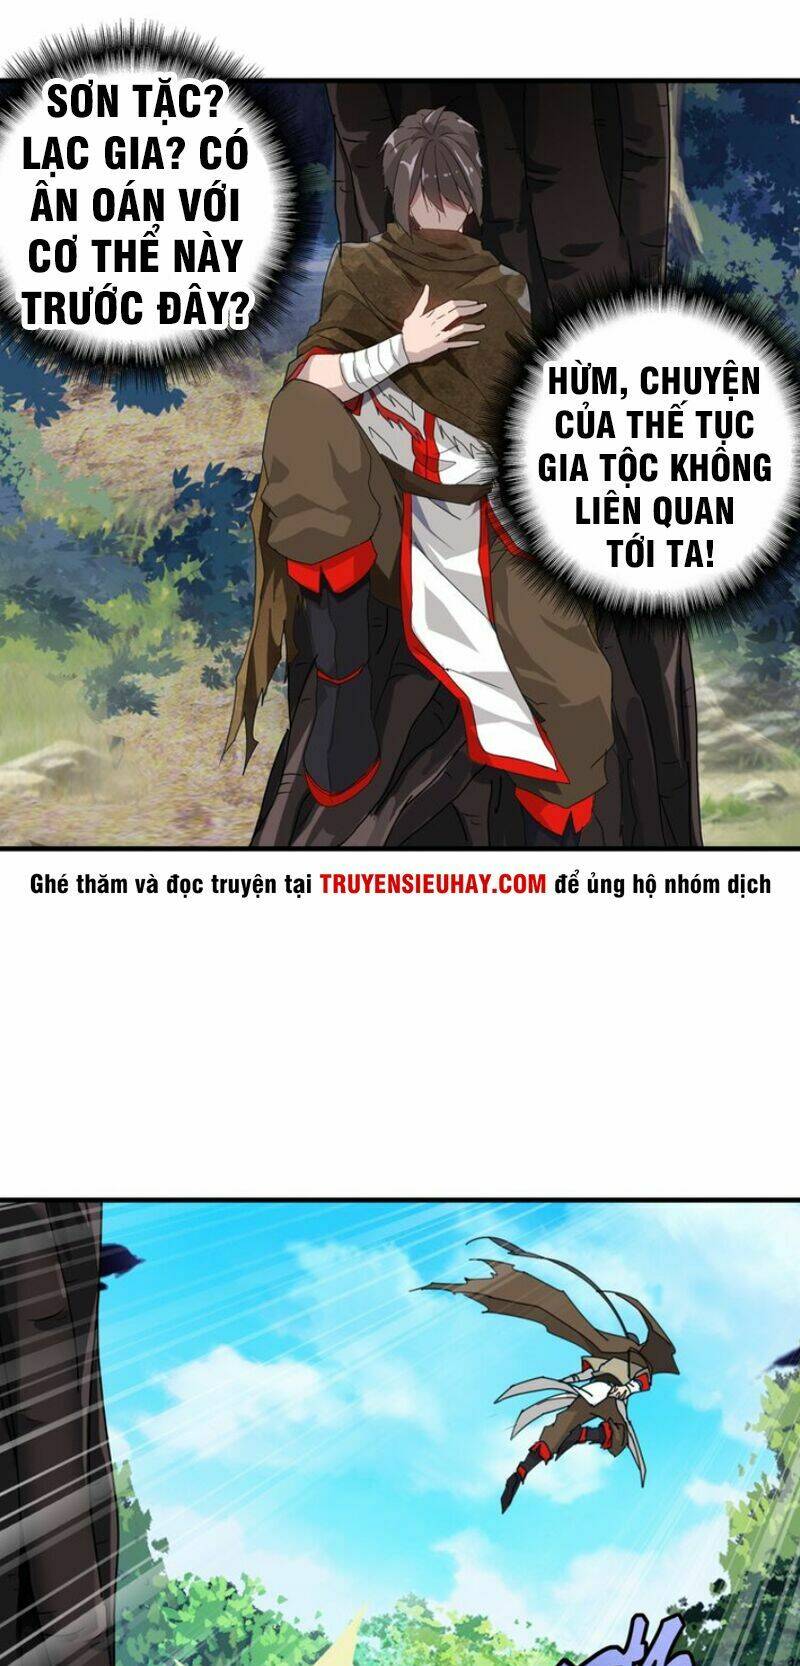 SƠN TẶC?
LẠC GIA? CÓ
ÂN OÁN VỚI
CƠ THỂ NÀY
TRƯỚC ĐÂY?
HỪM, CHUYỆN
CỦA THẾ TỤC
GIA TỘC KHÔNG
LIÊN QUAN
TỚI TA!
Ghé thăm và đọc truyện tại TRUYENSIEUHAY.COM để ủng hộ nhóm dịch